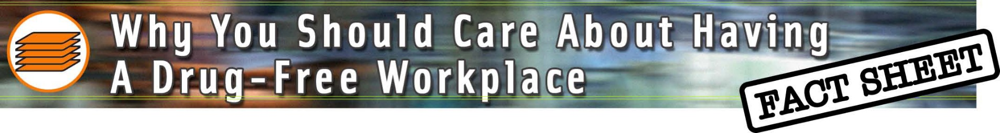 Why You Should Care About Having
A Drug-Free Workplace
FACT SHEET